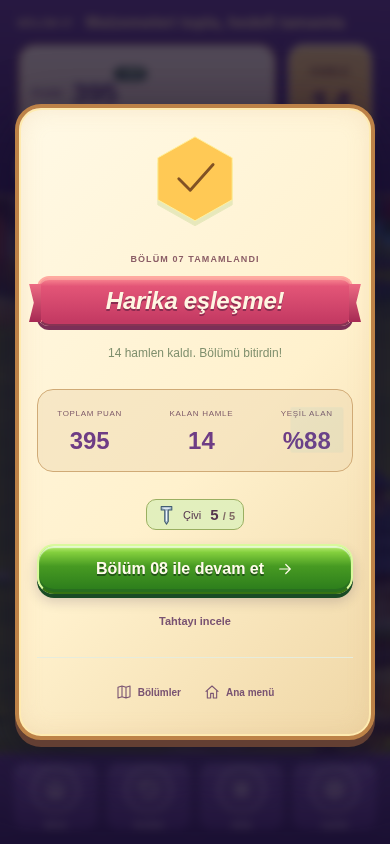 BÖLÜM 07 TAMAMLANDI
Harika eşleşme!
14 hamlen kaldı. Bölümü bitirdin!
TOPLAM PUAN KALAN HAMLE YEŞİL ALAN
395 14 %88
Çivi 5 / 5
Bölüm 08 ile devam et →
Tahtayı incele
Bölümler Ana menü